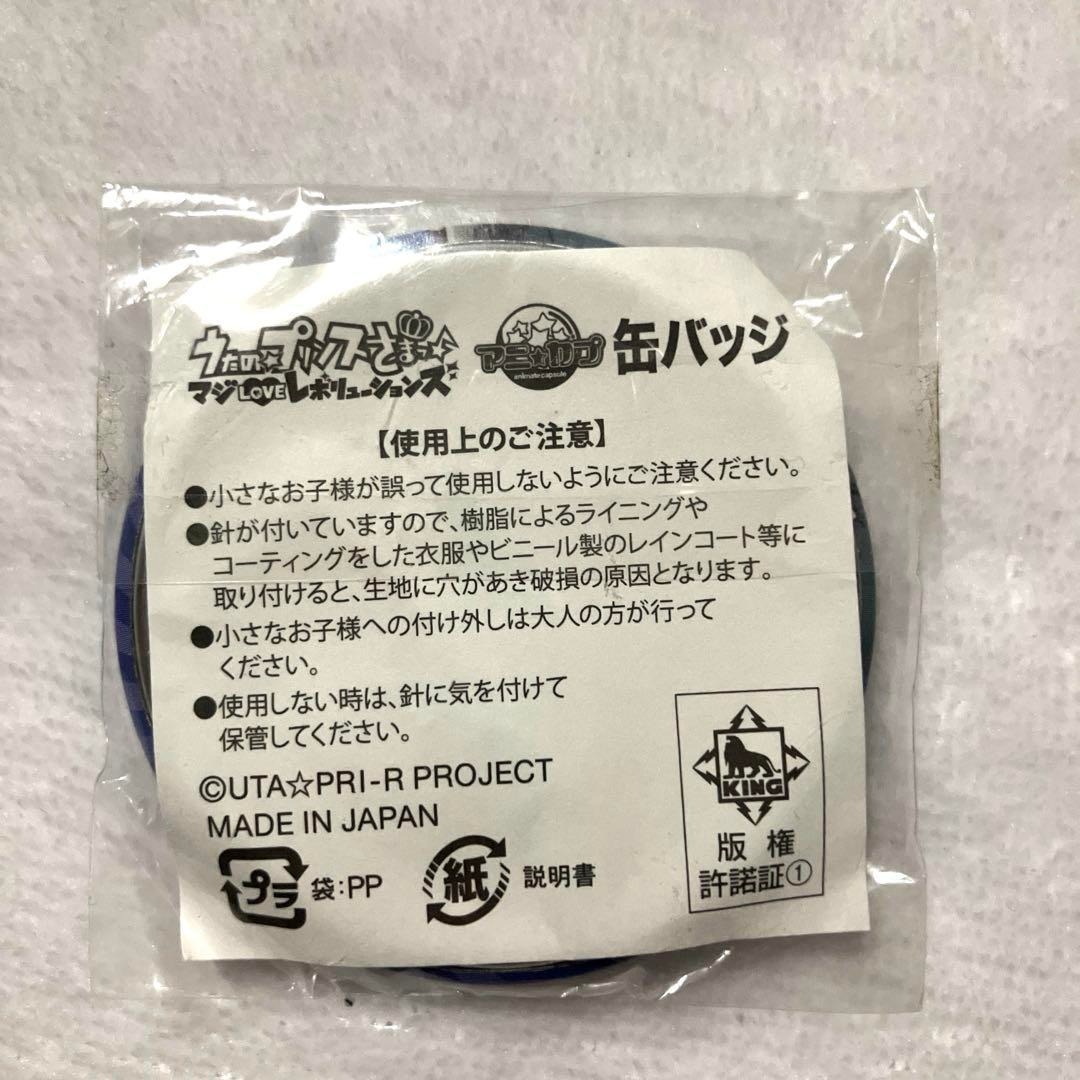 うたの☆プリンスさまっ♪
マジLOVEレボリューションズ
アニ☆カプ
animate capsule
缶バッジ
【使用上のご注意】
●小さなお子様が誤って使用しないようにご注意ください。
●針が付いていますので、樹脂によるライニングや
コーティングをした衣服やビニール製のレインコート等に
取り付けると、生地に穴があき破損の原因となります。
●小さなお子様への付け外しは大人の方が行って
ください。
●使用しない時は、針に気を付けて
保管してください。
©UTA☆PRI-R PROJECT
MADE IN JAPAN
プラ 袋:PP 紙 説明書
KING
版権
許諾証①